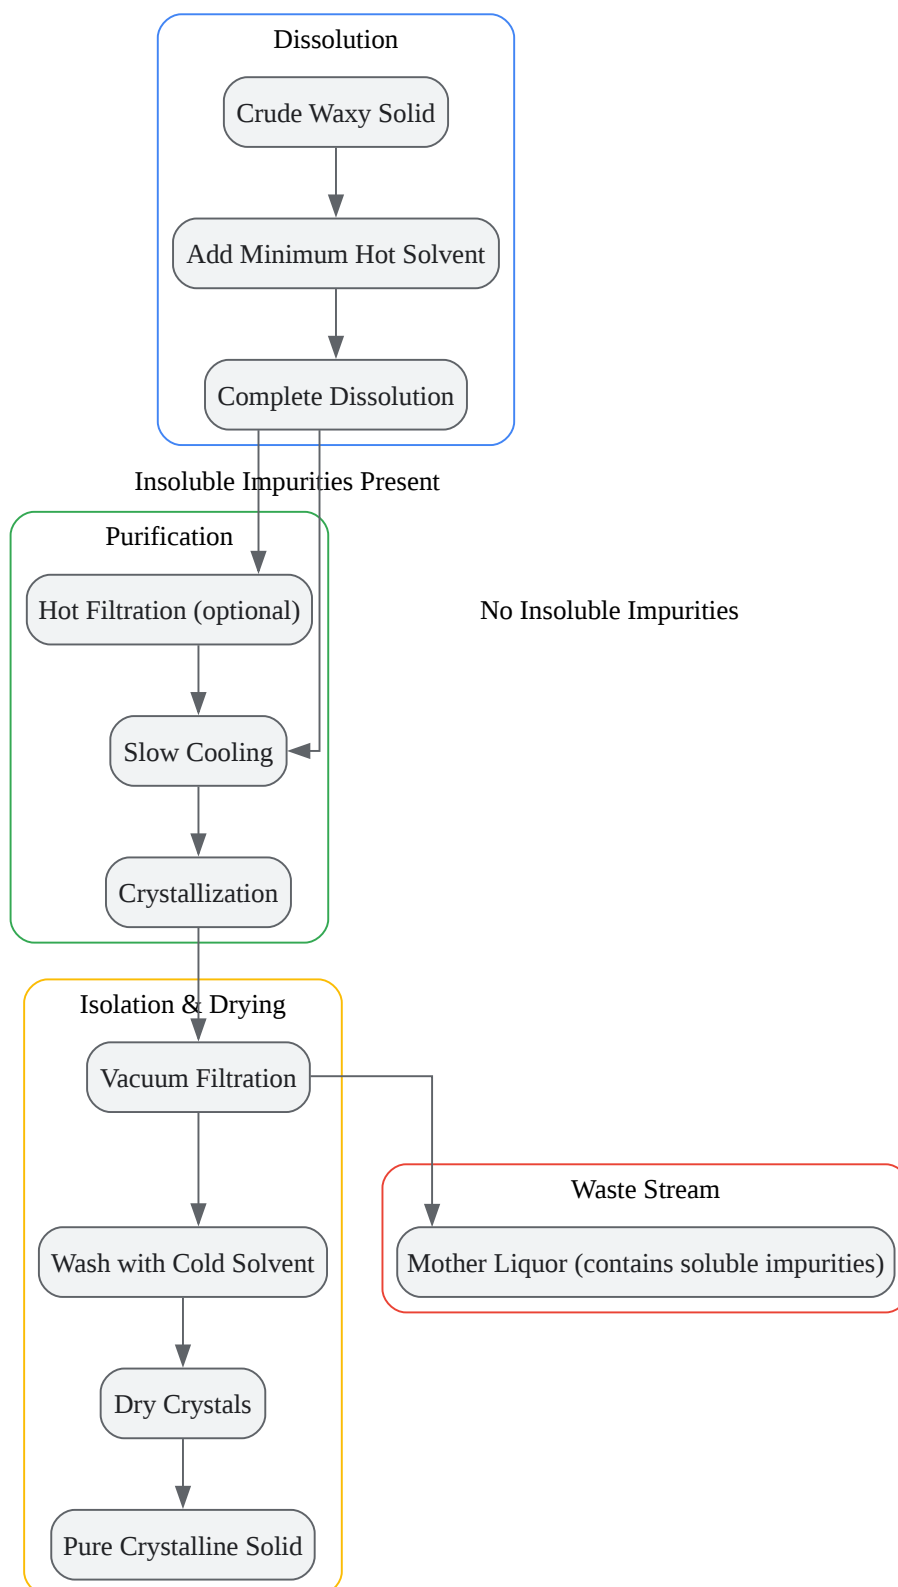 Dissolution
Crude Waxy Solid
Add Minimum Hot Solvent
Complete Dissolution
Insoluble Impurities Present
Purification
Hot Filtration (optional)
No Insoluble Impurities
Slow Cooling
Crystallization
Isolation & Drying
Vacuum Filtration
Waste Stream
Wash with Cold Solvent
Mother Liquor (contains soluble impurities)
Dry Crystals
Pure Crystalline Solid